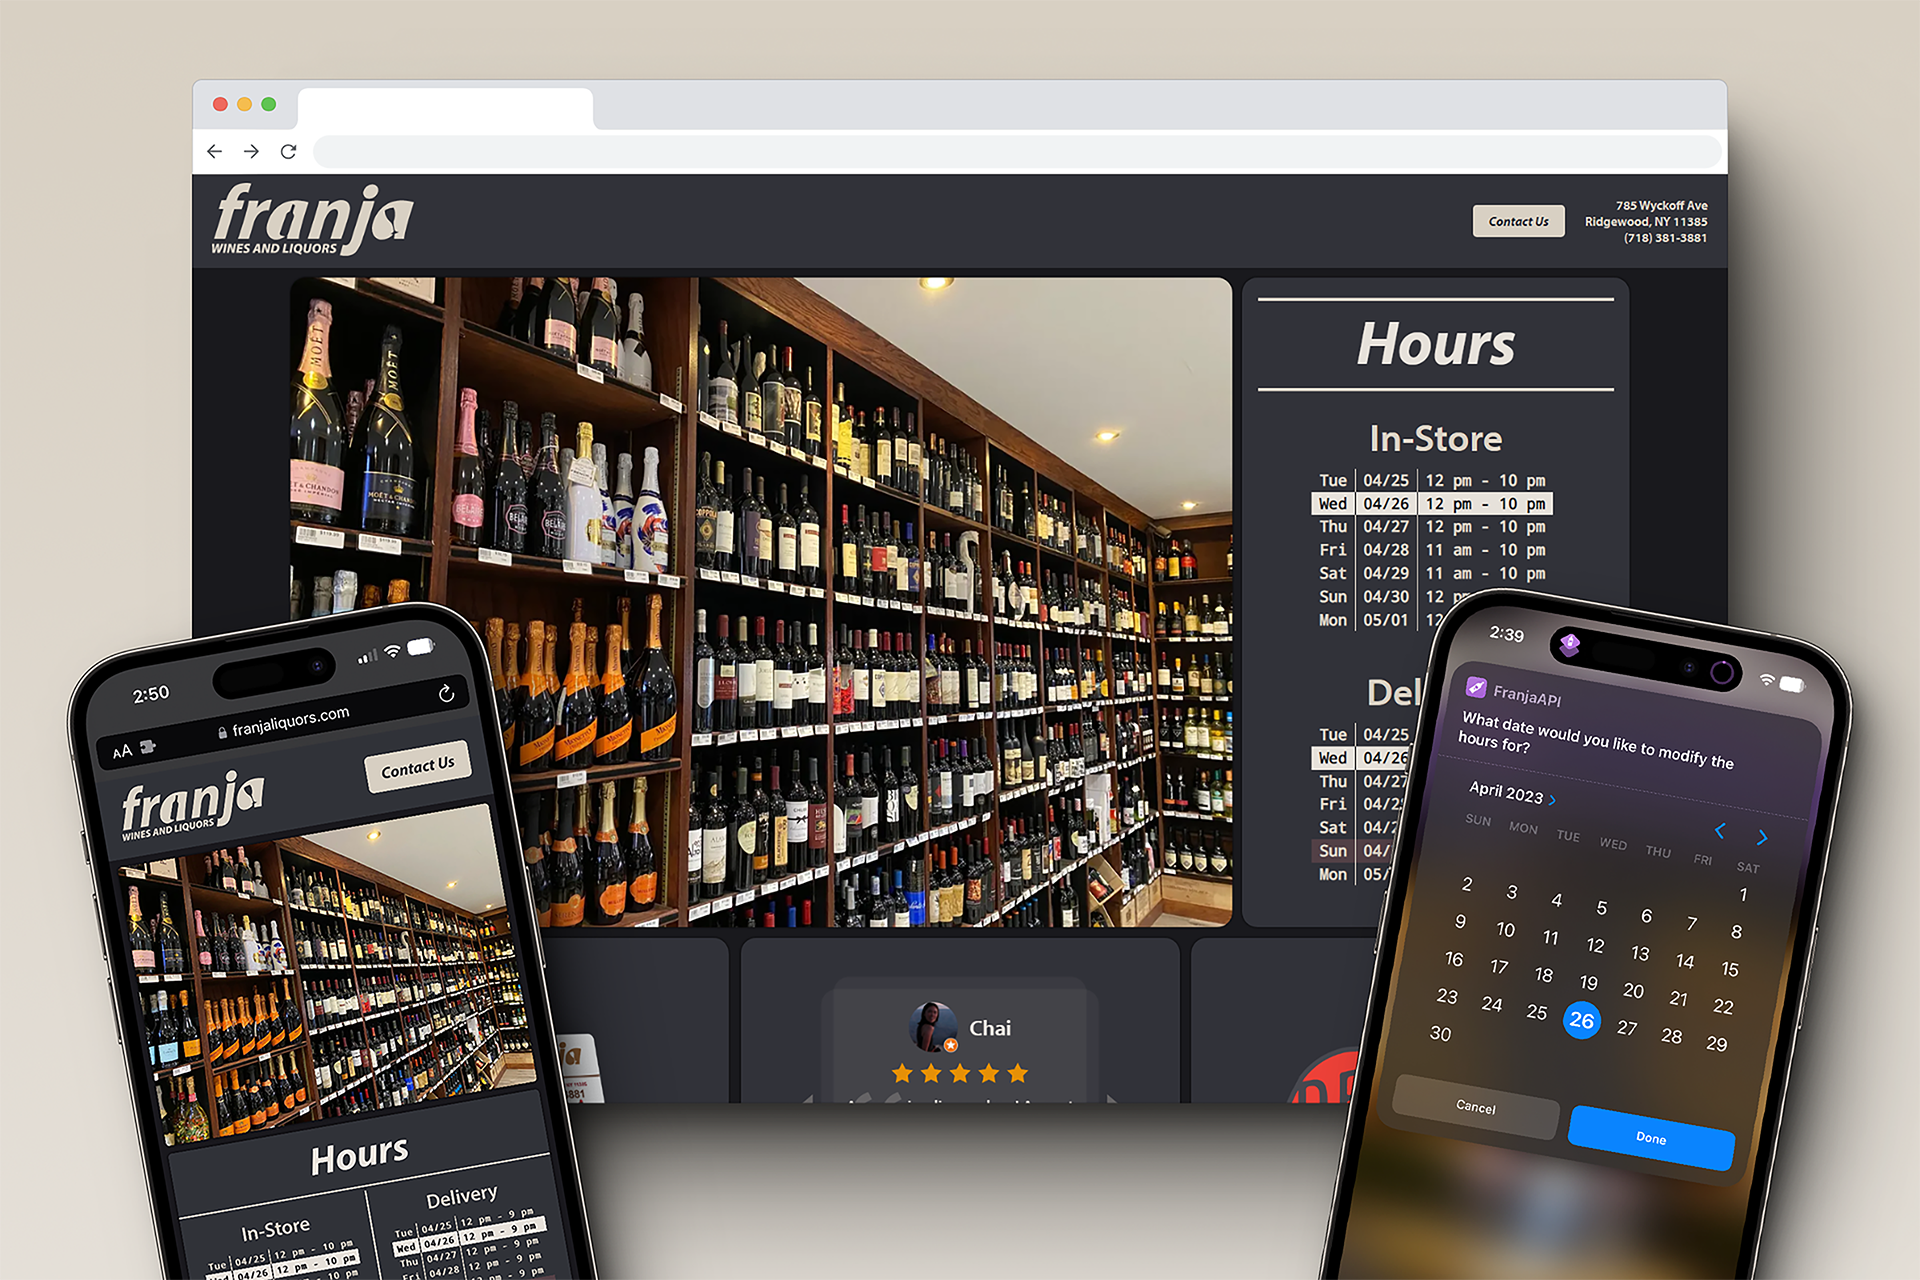 franja
WINES AND LIQUORS
Contact Us
785 Wyckoff Ave
Ridgewood, NY 11385
(718) 381-3881
Hours
In-Store
Tue 04/25 12 pm - 10 pm
Wed 04/26 12 pm - 10 pm
Thu 04/27 12 pm - 10 pm
Fri 04/28 11 am - 10 pm
Sat 04/29 11 am - 10 pm
Sun 04/30 12 p
Mon 05/01 12
Del
Tue 04/25
Wed 04/26
Thu 04/27
Fri 04/2
Sat 04/2
Sun 04/
Mon 05/
MOËT
MOËT
MOËT & CHANDON
COPPOLA
Chai
881
2:50
AA franjaliquors.com
franja
WINES AND LIQUORS
Contact Us
Hours
In-Store
Tue 04/25 12 pm - 10 pm
Wed 04/26 12 pm - 10 pm
10 pm
Delivery
Tue 04/25 12 pm - 9 pm
Wed 04/26 12 pm - 9 pm
Thu 04/27 12 pm - 9 pm
Fri 04/28 12 pm - 9 pm
2:39
FranjaAPI
What date would you like to modify the
hours for?
April 2023
SUN MON TUE WED THU FRI SAT
1
2 3 4 5 6 7 8
9 10 11 12 13 14 15
16 17 18 19 20 21 22
23 24 25 26 27 28 29
30
Cancel
Done